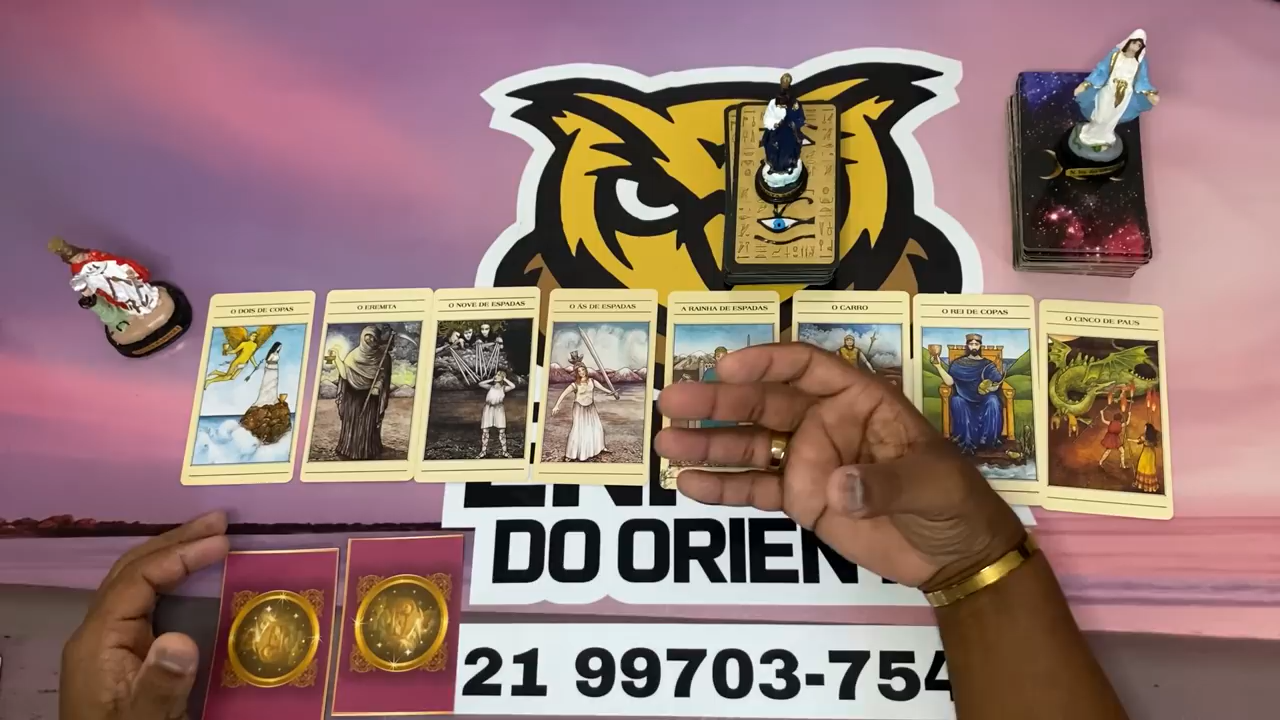 O DOIS DE COPAS
O EREMITA
O NOVE DE ESPADAS
O ÁS DE ESPADAS
A RAINHA DE ESPADAS
O CARRO
O REI DE COPAS
O CINCO DE PAUS
DO ORIEN
21 99703-754